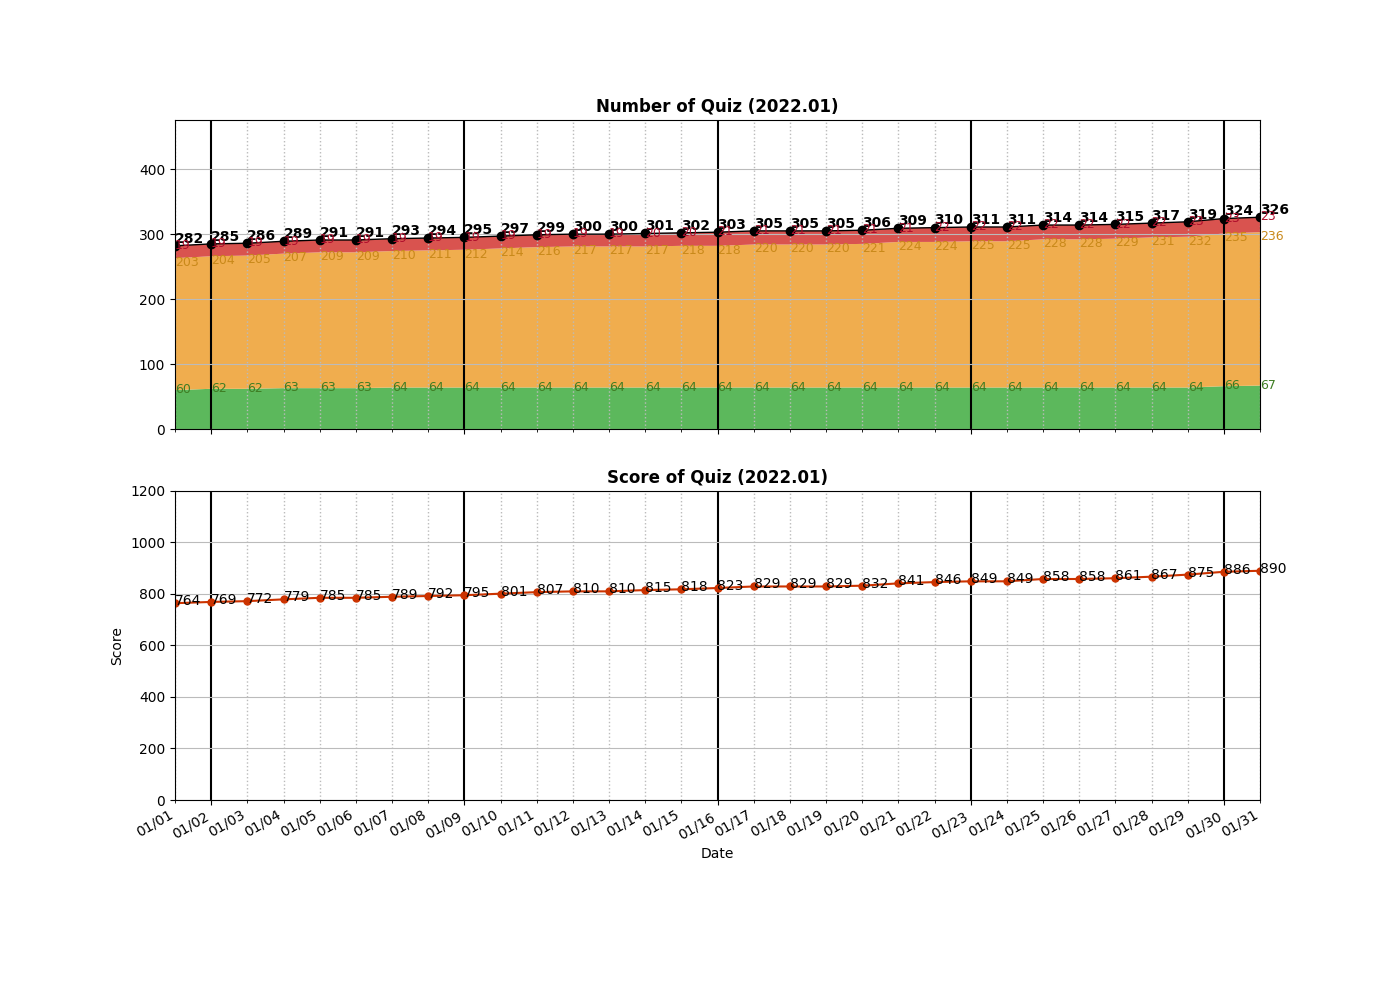 Number of Quiz (2022.01)
400
300
200
100
0
282 285 286 289 291 291 293 294 295 297 299 300 300 301 302 303 305 305 305 306 309 310 311 311 314 314 315 317 319 324 326
23
203 204 205 207 209 209 210 211 212 214 216 217 217 217 218 218 220 220 220 221 224 224 225 225 228 228 229 231 232 235 236
60 62 62 63 63 63 64 64 64 64 64 64 64 64 64 64 64 64 64 64 64 64 64 64 64 64 64 64 64 66 67
Score of Quiz (2022.01)
Score
1200
1000
800
600
400
200
0
764 769 772 779 785 785 789 792 795 801 807 810 810 815 818 823 829 829 829 832 841 846 849 849 858 858 861 867 875 886 890
01/01 01/02 01/03 01/04 01/05 01/06 01/07 01/08 01/09 01/10 01/11 01/12 01/13 01/14 01/15 01/16 01/17 01/18 01/19 01/20 01/21 01/22 01/23 01/24 01/25 01/26 01/27 01/28 01/29 01/30 01/31
Date